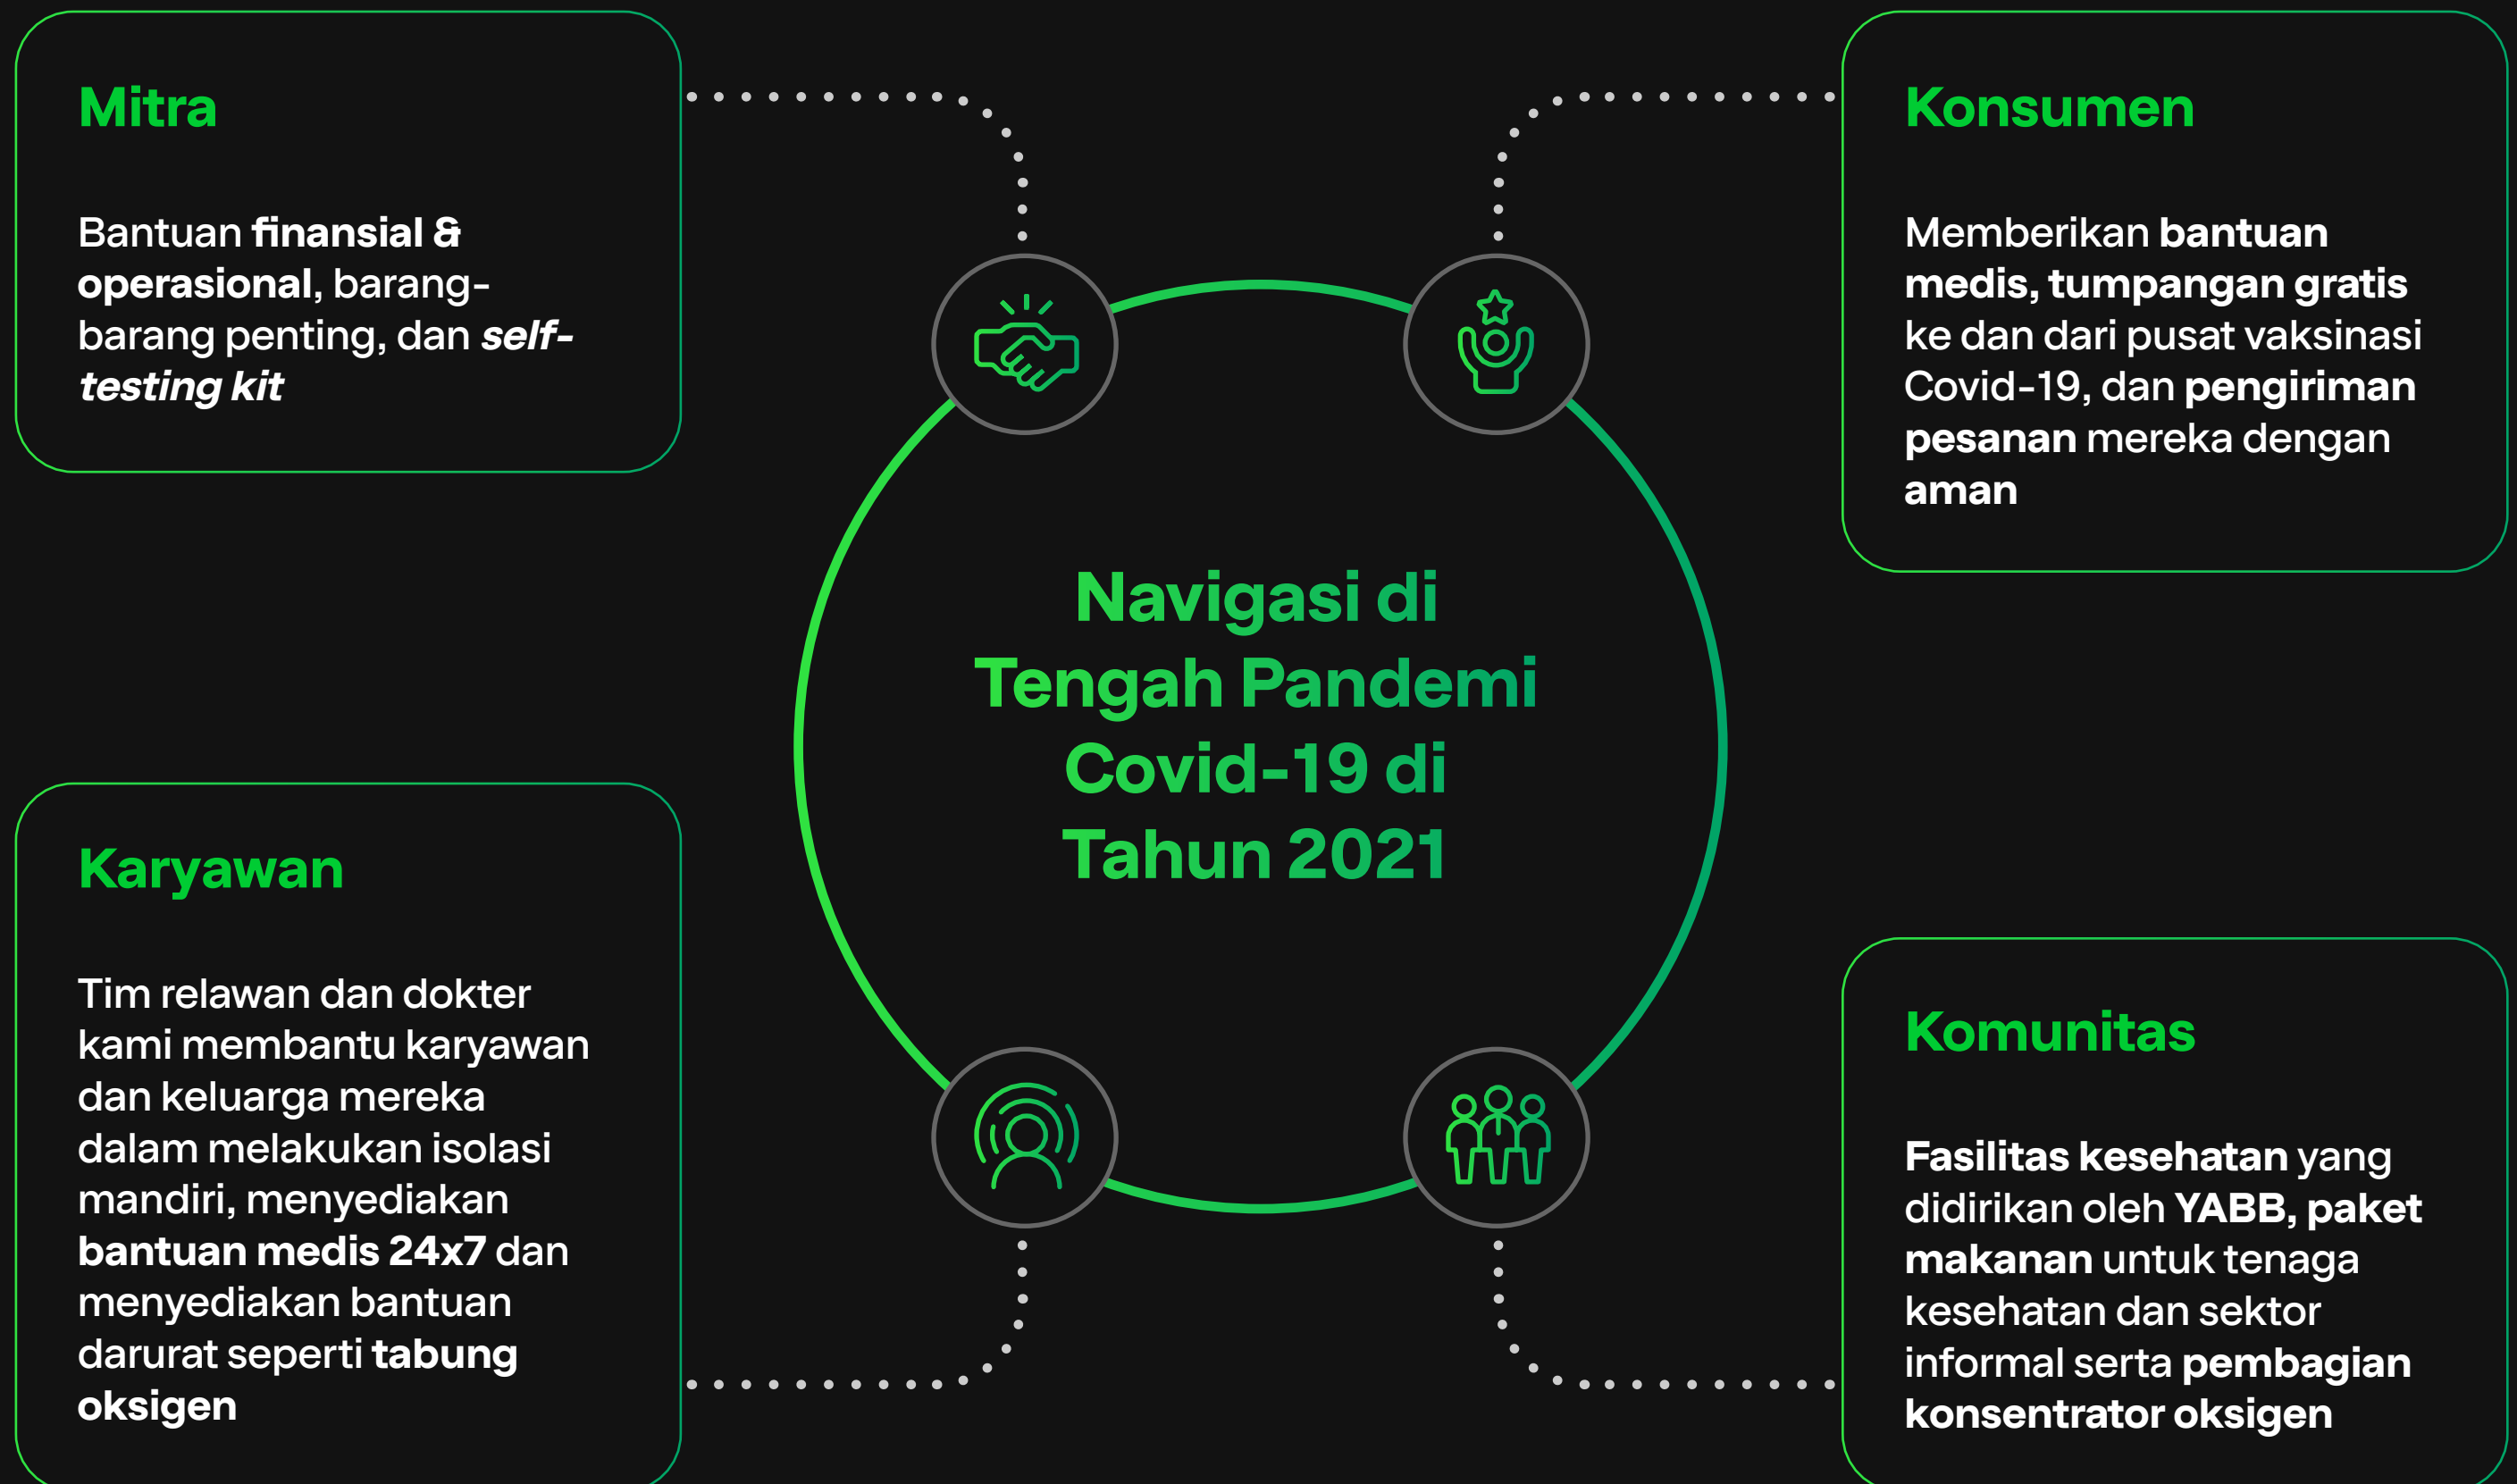 Mitra
Bantuan finansial &
operasional, barang-
barang penting, dan self-
testing kit
Konsumen
Memberikan bantuan
medis, tumpangan gratis
ke dan dari pusat vaksinasi
Covid-19, dan pengiriman
pesanan mereka dengan
aman
Navigasi di
Tengah Pandemi
Covid-19 di
Tahun 2021
Karyawan
Tim relawan dan dokter
kami membantu karyawan
dan keluarga mereka
dalam melakukan isolasi
mandiri, menyediakan
bantuan medis 24x7 dan
menyediakan bantuan
darurat seperti tabung
oksigen
Komunitas
Fasilitas kesehatan yang
didirikan oleh YABB, paket
makanan untuk tenaga
kesehatan dan sektor
informal serta pembagian
konsentrator oksigen